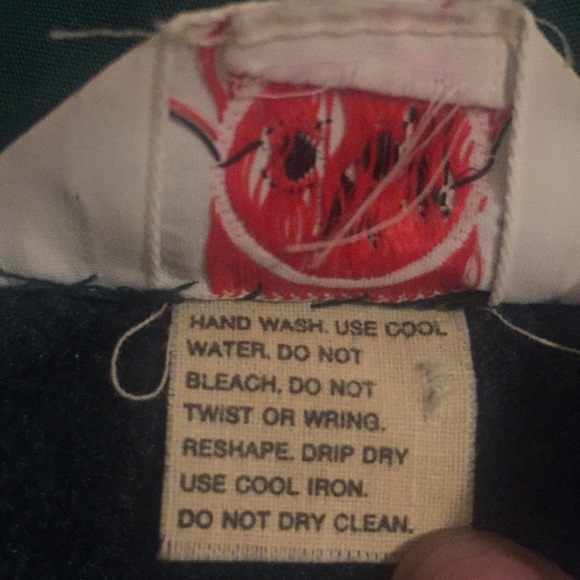 HAND WASH. USE COOL
WATER. DO NOT
BLEACH. DO NOT
TWIST OR WRING.
RESHAPE. DRIP DRY
USE COOL IRON.
DO NOT DRY CLEAN.